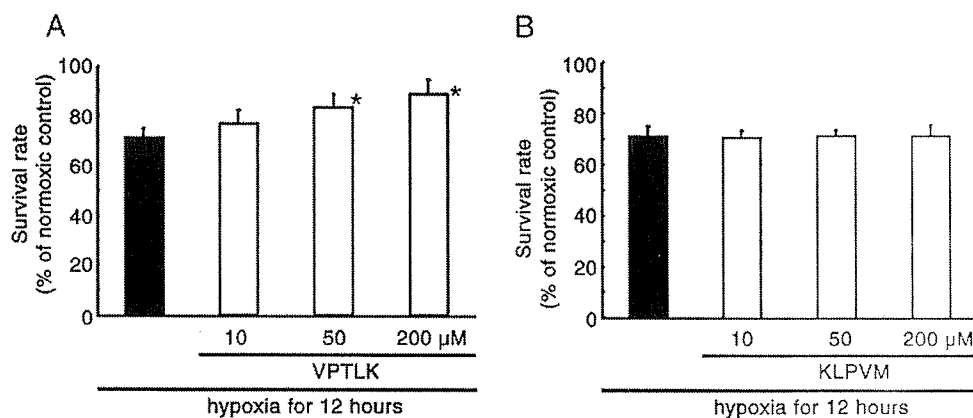 A
Survival rate
(% of normoxic control)
100
80
60
40
20
0
*
*
10 50 200 μM
VPTLK
hypoxia for 12 hours
B
Survival rate
(% of normoxic control)
100
80
60
40
20
0
10 50 200 μM
KLPVM
hypoxia for 12 hours